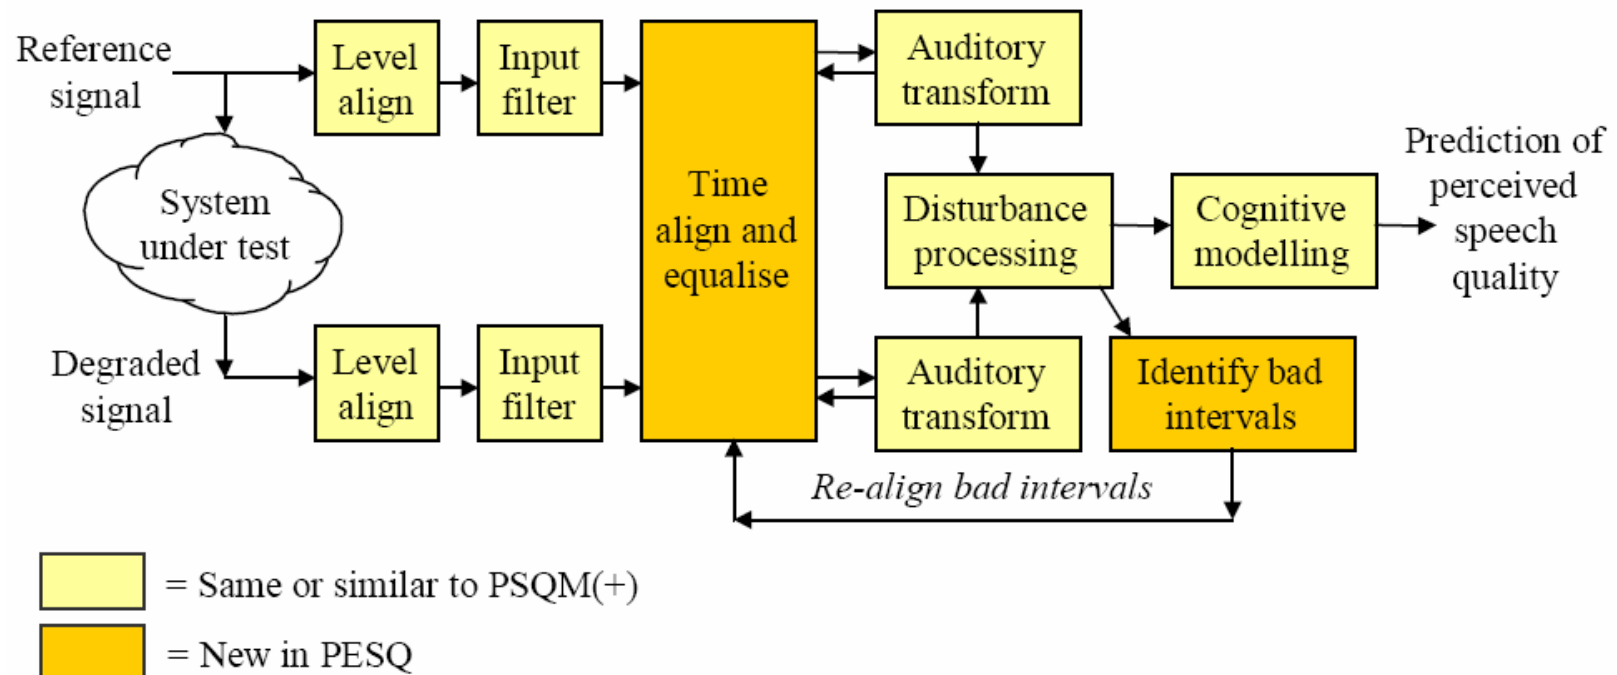 Reference
signal
Level
align
Input
filter
Time
align and
equalise
Auditory
transform
System
under test
Disturbance
processing
Cognitive
modelling
Prediction of
perceived
speech
quality
Degraded
signal
Level
align
Input
filter
Auditory
transform
Identify bad
intervals
Re-align bad intervals
= Same or similar to PSQM(+)
= New in PESQ